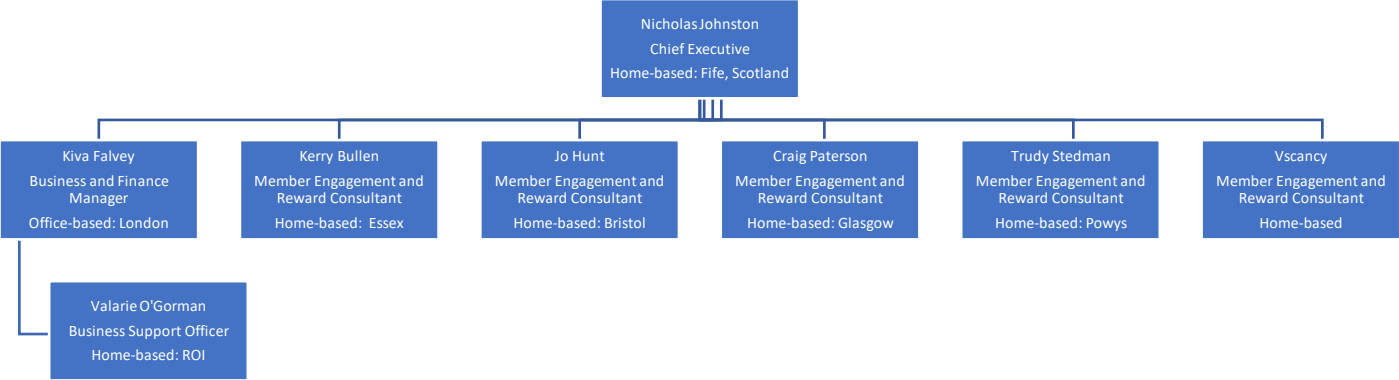 Nicholas Johnston
Chief Executive
Home-based: Fife, Scotland
Kiva Falvey
Business and Finance
Manager
Office-based: London
Kerry Bullen
Member Engagement and
Reward Consultant
Home-based: Essex
Jo Hunt
Member Engagement and
Reward Consultant
Home-based: Bristol
Craig Paterson
Member Engagement and
Reward Consultant
Home-based: Glasgow
Trudy Stedman
Member Engagement and
Reward Consultant
Home-based: Powys
Vscancy
Member Engagement and
Reward Consultant
Home-based
Valarie O'Gorman
Business Support Officer
Home-based: ROI